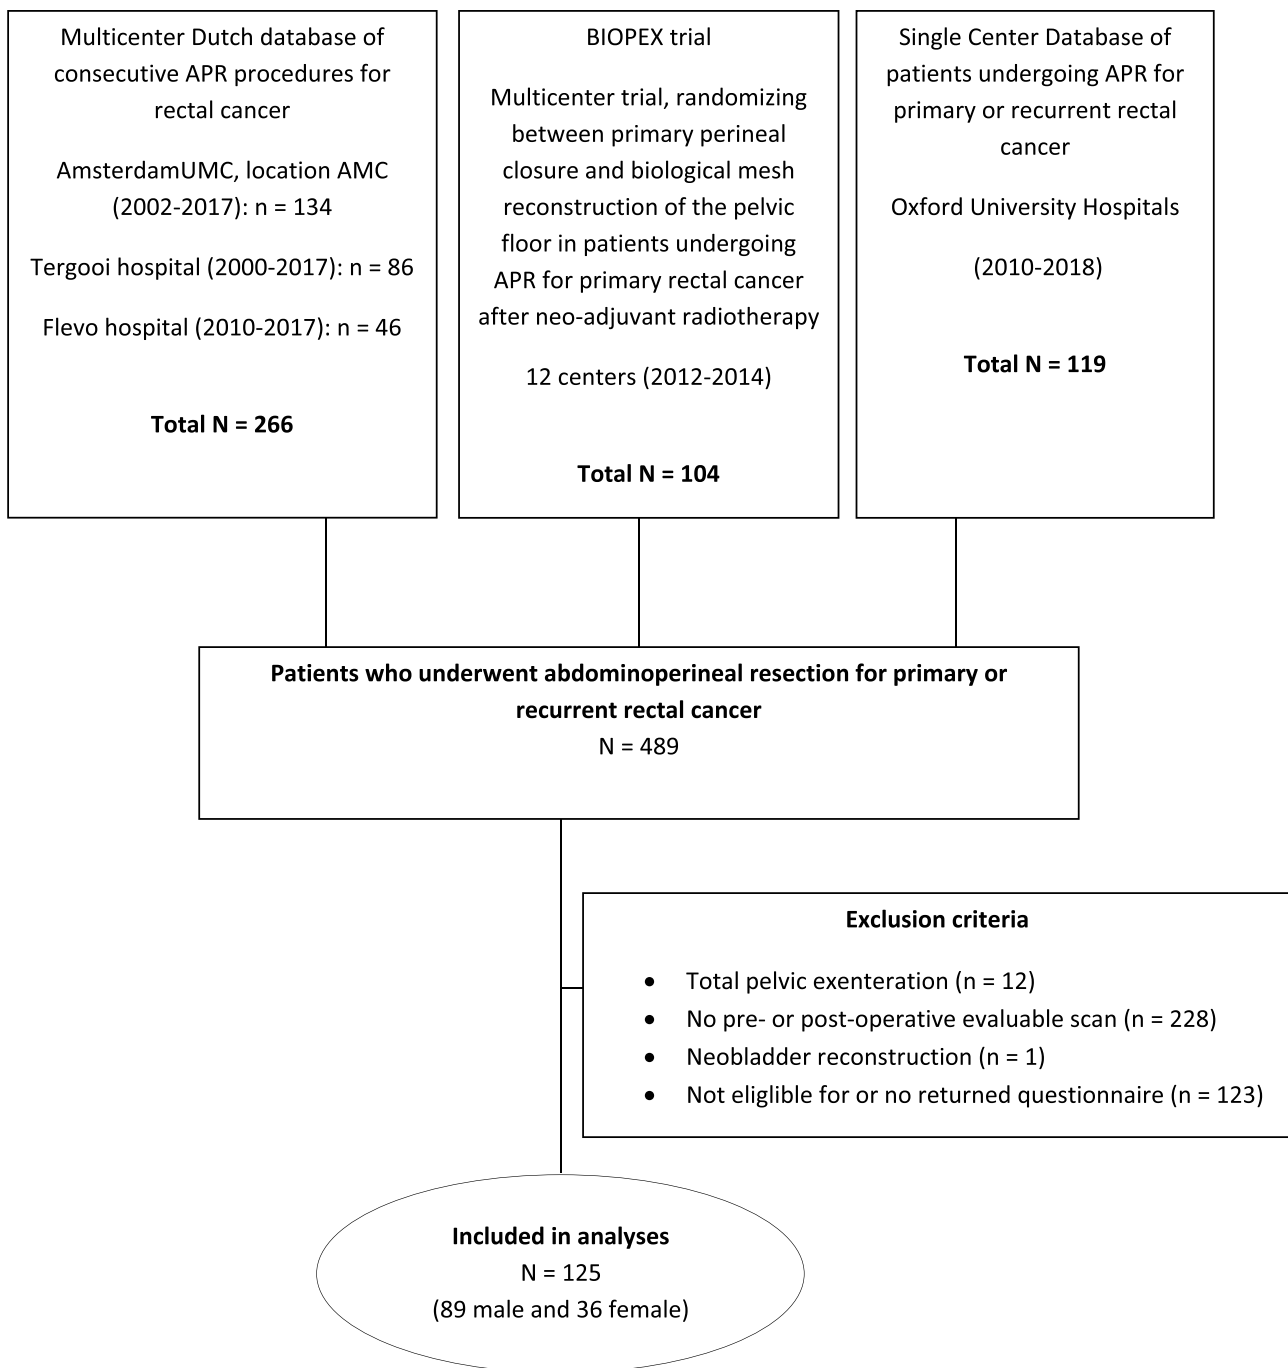 Multicenter Dutch database of
consecutive APR procedures for
rectal cancer
AmsterdamUMC, location AMC
(2002-2017): n = 134
Tergooi hospital (2000-2017): n = 86
Flevo hospital (2010-2017): n = 46
Total N = 266
BIOPEX trial
Multicenter trial, randomizing
between primary perineal
closure and biological mesh
reconstruction of the pelvic
floor in patients undergoing
APR for primary rectal cancer
after neo-adjuvant radiotherapy
12 centers (2012-2014)
Total N = 104
Single Center Database of
patients undergoing APR for
primary or recurrent rectal
cancer
Oxford University Hospitals
(2010-2018)
Total N = 119
Patients who underwent abdominoperineal resection for primary or
recurrent rectal cancer
N = 489
Exclusion criteria
• Total pelvic exenteration (n = 12)
• No pre- or post-operative evaluable scan (n = 228)
• Neobladder reconstruction (n = 1)
• Not eliglible for or no returned questionnaire (n = 123)
Included in analyses
N = 125
(89 male and 36 female)